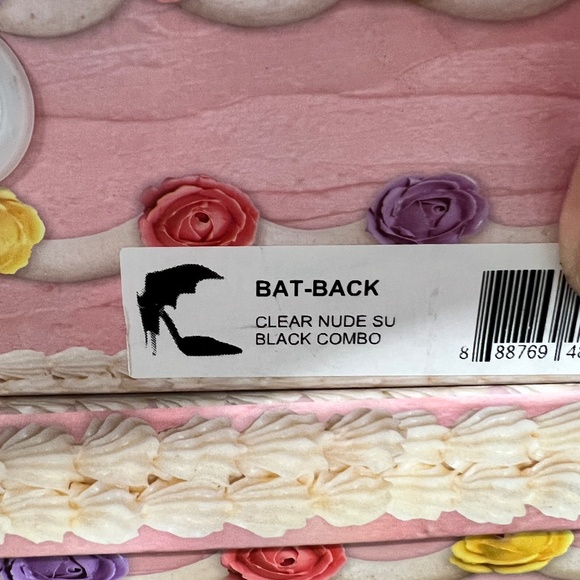 BAT-BACK
CLEAR NUDE SU
BLACK COMBO
8 88769 48